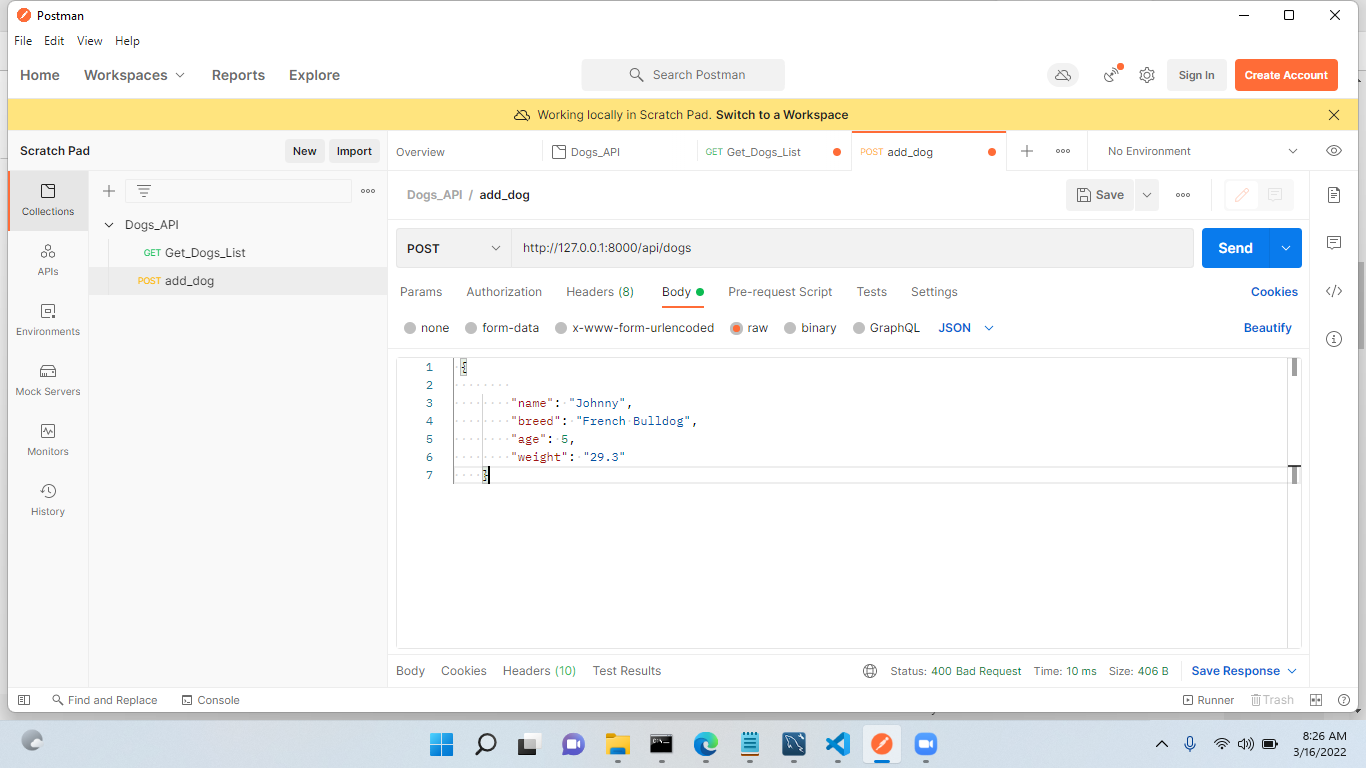 Postman
File Edit View Help
Home Workspaces Reports Explore Search Postman Sign In Create Account
Working locally in Scratch Pad. Switch to a Workspace
Scratch Pad New Import Overview Dogs_API GET Get_Dogs_List POST add_dog No Environment
Collections
APIs
Environments
Mock Servers
Monitors
History
Dogs_API
GET Get_Dogs_List
POST add_dog
Dogs_API / add_dog Save
POST http://127.0.0.1:8000/api/dogs Send
Params Authorization Headers (8) Body Pre-request Script Tests Settings Cookies
none form-data x-www-form-urlencoded raw binary GraphQL JSON Beautify
1 {
2
3 "name": "Johnny",
4 "breed": "French Bulldog",
5 "age": 5,
6 "weight": "29.3"
7 }
Body Cookies Headers (10) Test Results Status: 400 Bad Request Time: 10 ms Size: 406 B Save Response
Find and Replace Console Runner Trash
8:26 AM
3/16/2022